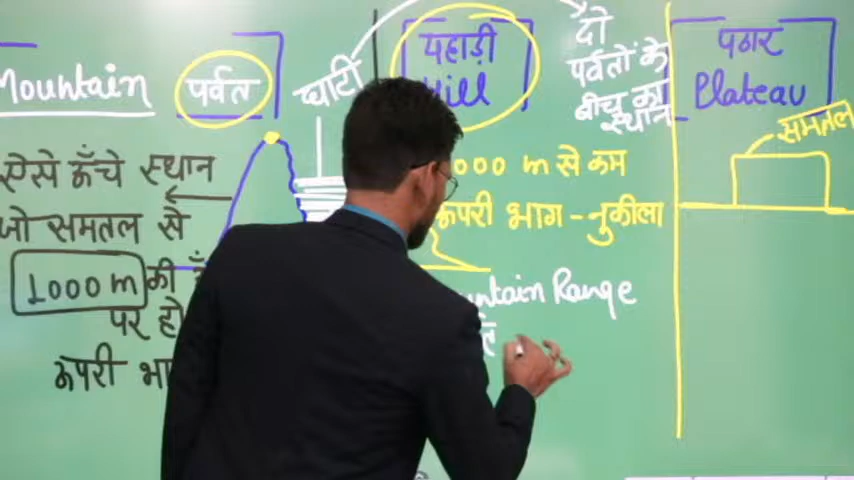 Mountain
पर्वत
ऐसे ऊँचे स्थान
जो समतल से
1000 m की
पर हो
ऊपरी
घाटी
पहाड़ी
Hill
दो
पर्वतों के
बीच का
स्थान
000 m से कम
ऊपरी भाग - नुकीला
ntain Range
पठार
Plateau
समतल